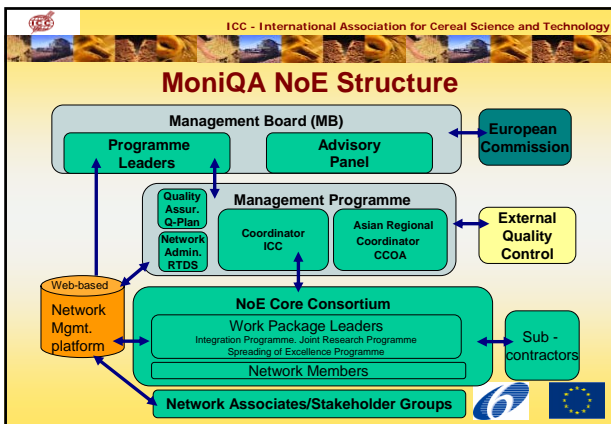 ICC
ICC - International Association for Cereal Science and Technology
MoniQA NoE Structure
Management Board (MB)
Programme
Leaders
Advisory
Panel
European
Commission
Quality
Assur.
Q-Plan
Network
Admin.
RTDS
Management Programme
Coordinator
ICC
Asian Regional
Coordinator
CCOA
External
Quality
Control
Web-based
Network
Mgmt.
platform
NoE Core Consortium
Work Package Leaders
Integration Programme. Joint Research Programme
Spreading of Excellence Programme
Network Members
Sub -
contractors
Network Associates/Stakeholder Groups
6